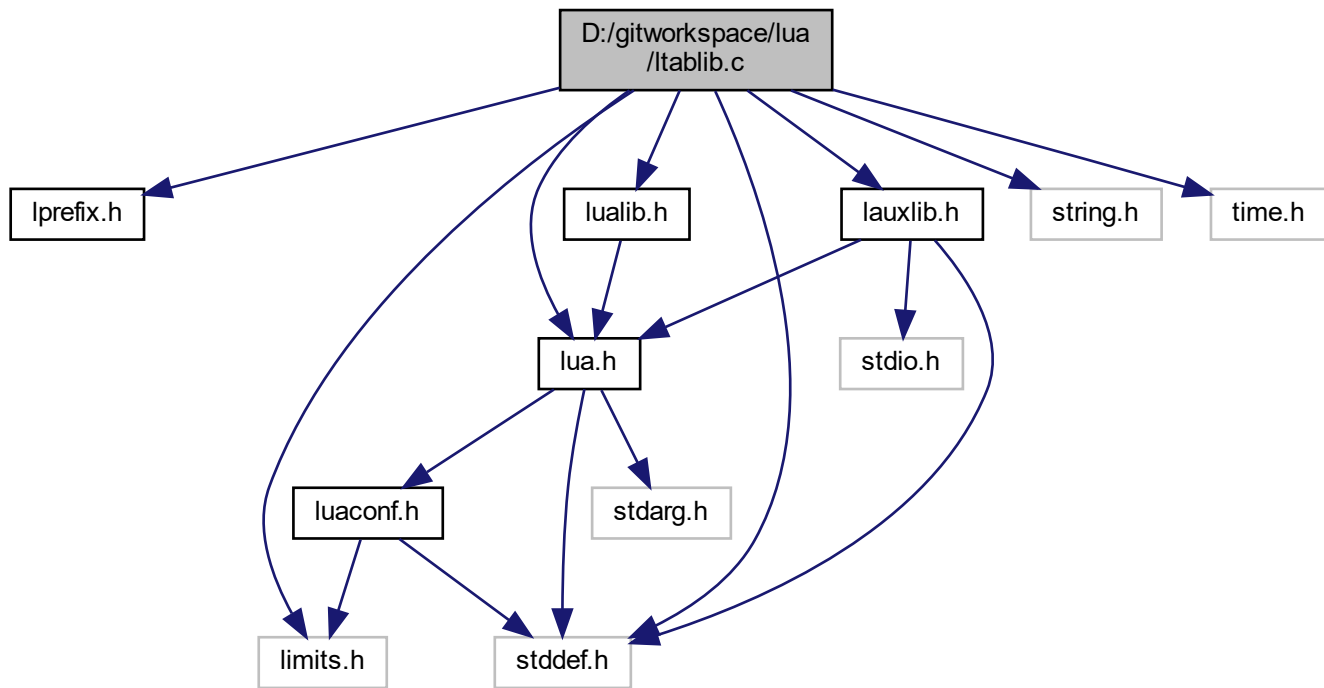 D:/gitworkspace/lua
/ltablib.c
lprefix.h
lualib.h
lauxlib.h
string.h
time.h
lua.h
stdio.h
luaconf.h
stdarg.h
limits.h
stddef.h